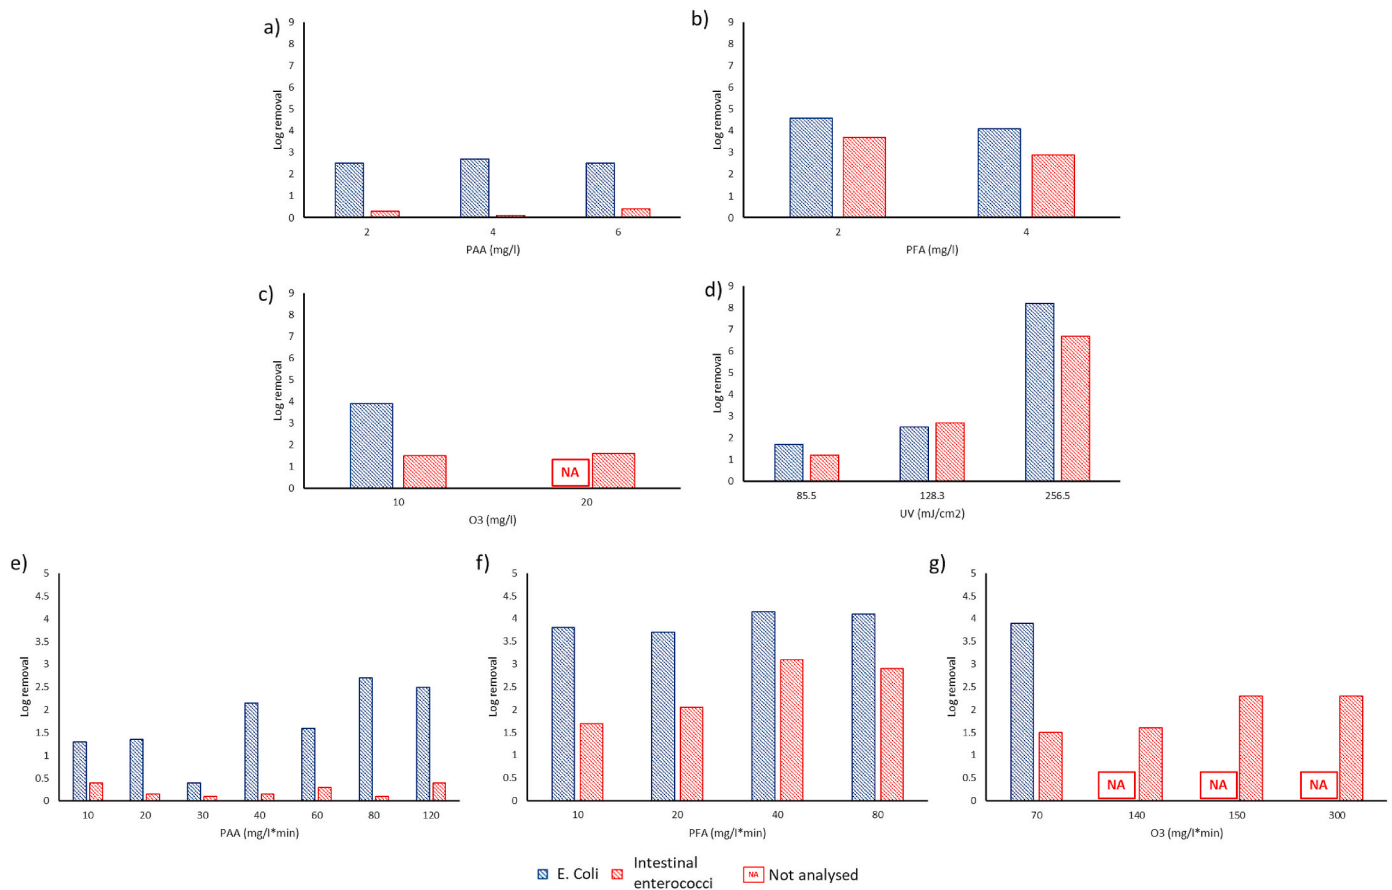 a)
9
8
7
6
5
4
3
2
1
0
Log removal
2 4 6
PAA (mg/l)
b)
9
8
7
6
5
4
3
2
1
0
Log removal
2 4
PFA (mg/l)
c)
9
8
7
6
5
4
3
2
1
0
Log removal
NA
10 20
O3 (mg/l)
d)
9
8
7
6
5
4
3
2
1
0
Log removal
85.5 128.3 256.5
UV (mJ/cm2)
e)
5
4.5
4
3.5
3
2.5
2
1.5
1
0.5
0
Log removal
10 20 30 40 60 80 120
PAA (mg/l*min)
f)
5
4.5
4
3.5
3
2.5
2
1.5
1
0.5
0
Log removal
10 20 40 80
PFA (mg/l*min)
g)
5
4.5
4
3.5
3
2.5
2
1.5
1
0.5
0
Log removal
NA NA NA
70 140 150 300
O3 (mg/l*min)
E. Coli
Intestinal
enterococci
NA Not analysed